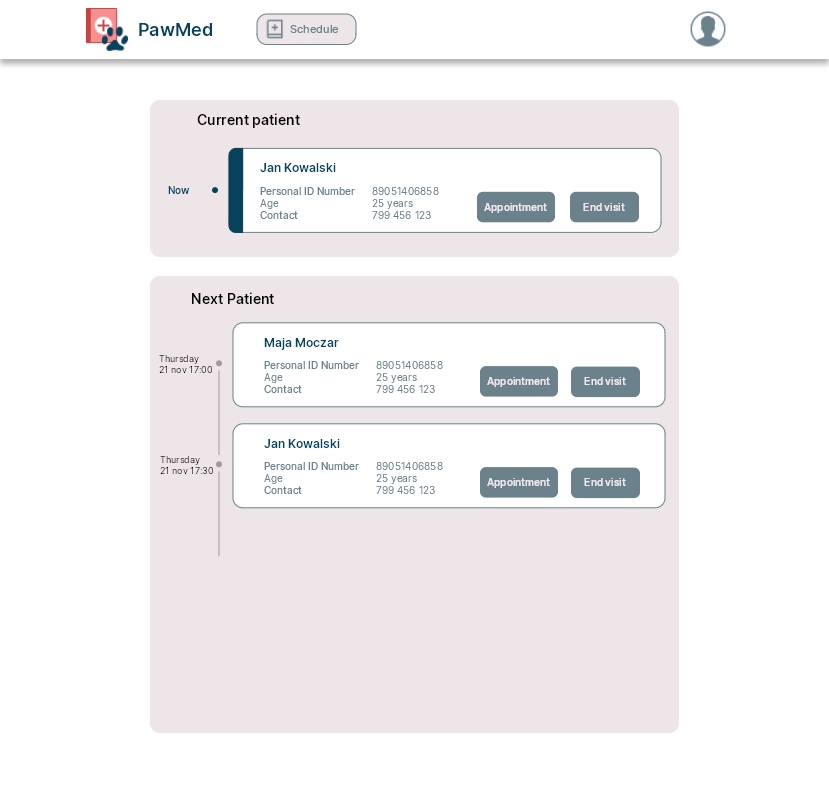 PawMed
Schedule
Current patient
Now
Jan Kowalski
Personal ID Number 89051406858
Age 25 years
Contact 799 456 123
Appointment
End visit
Next Patient
Thursday
21 nov 17:00
Maja Moczar
Personal ID Number 89051406858
Age 25 years
Contact 799 456 123
Appointment
End visit
Thursday
21 nov 17:30
Jan Kowalski
Personal ID Number 89051406858
Age 25 years
Contact 799 456 123
Appointment
End visit